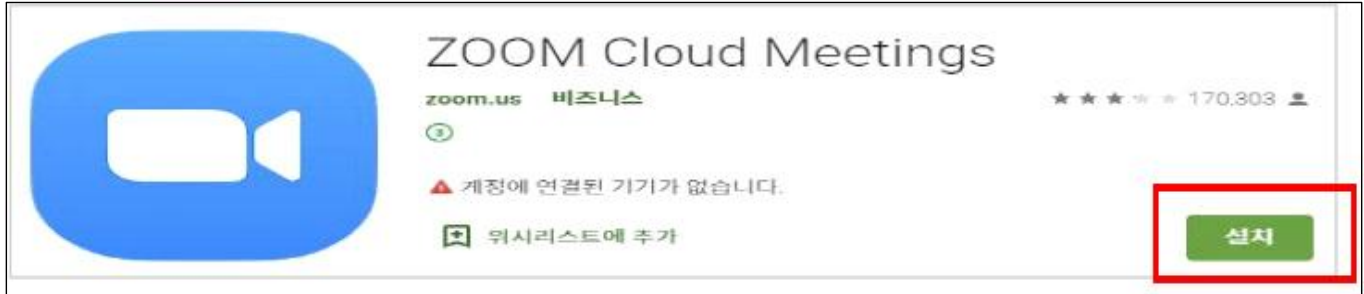 ZOOM Cloud Meetings
zoom.us 비즈니스
170,303
3
계정에 연결된 기기가 없습니다.
위시리스트에 추가
설치